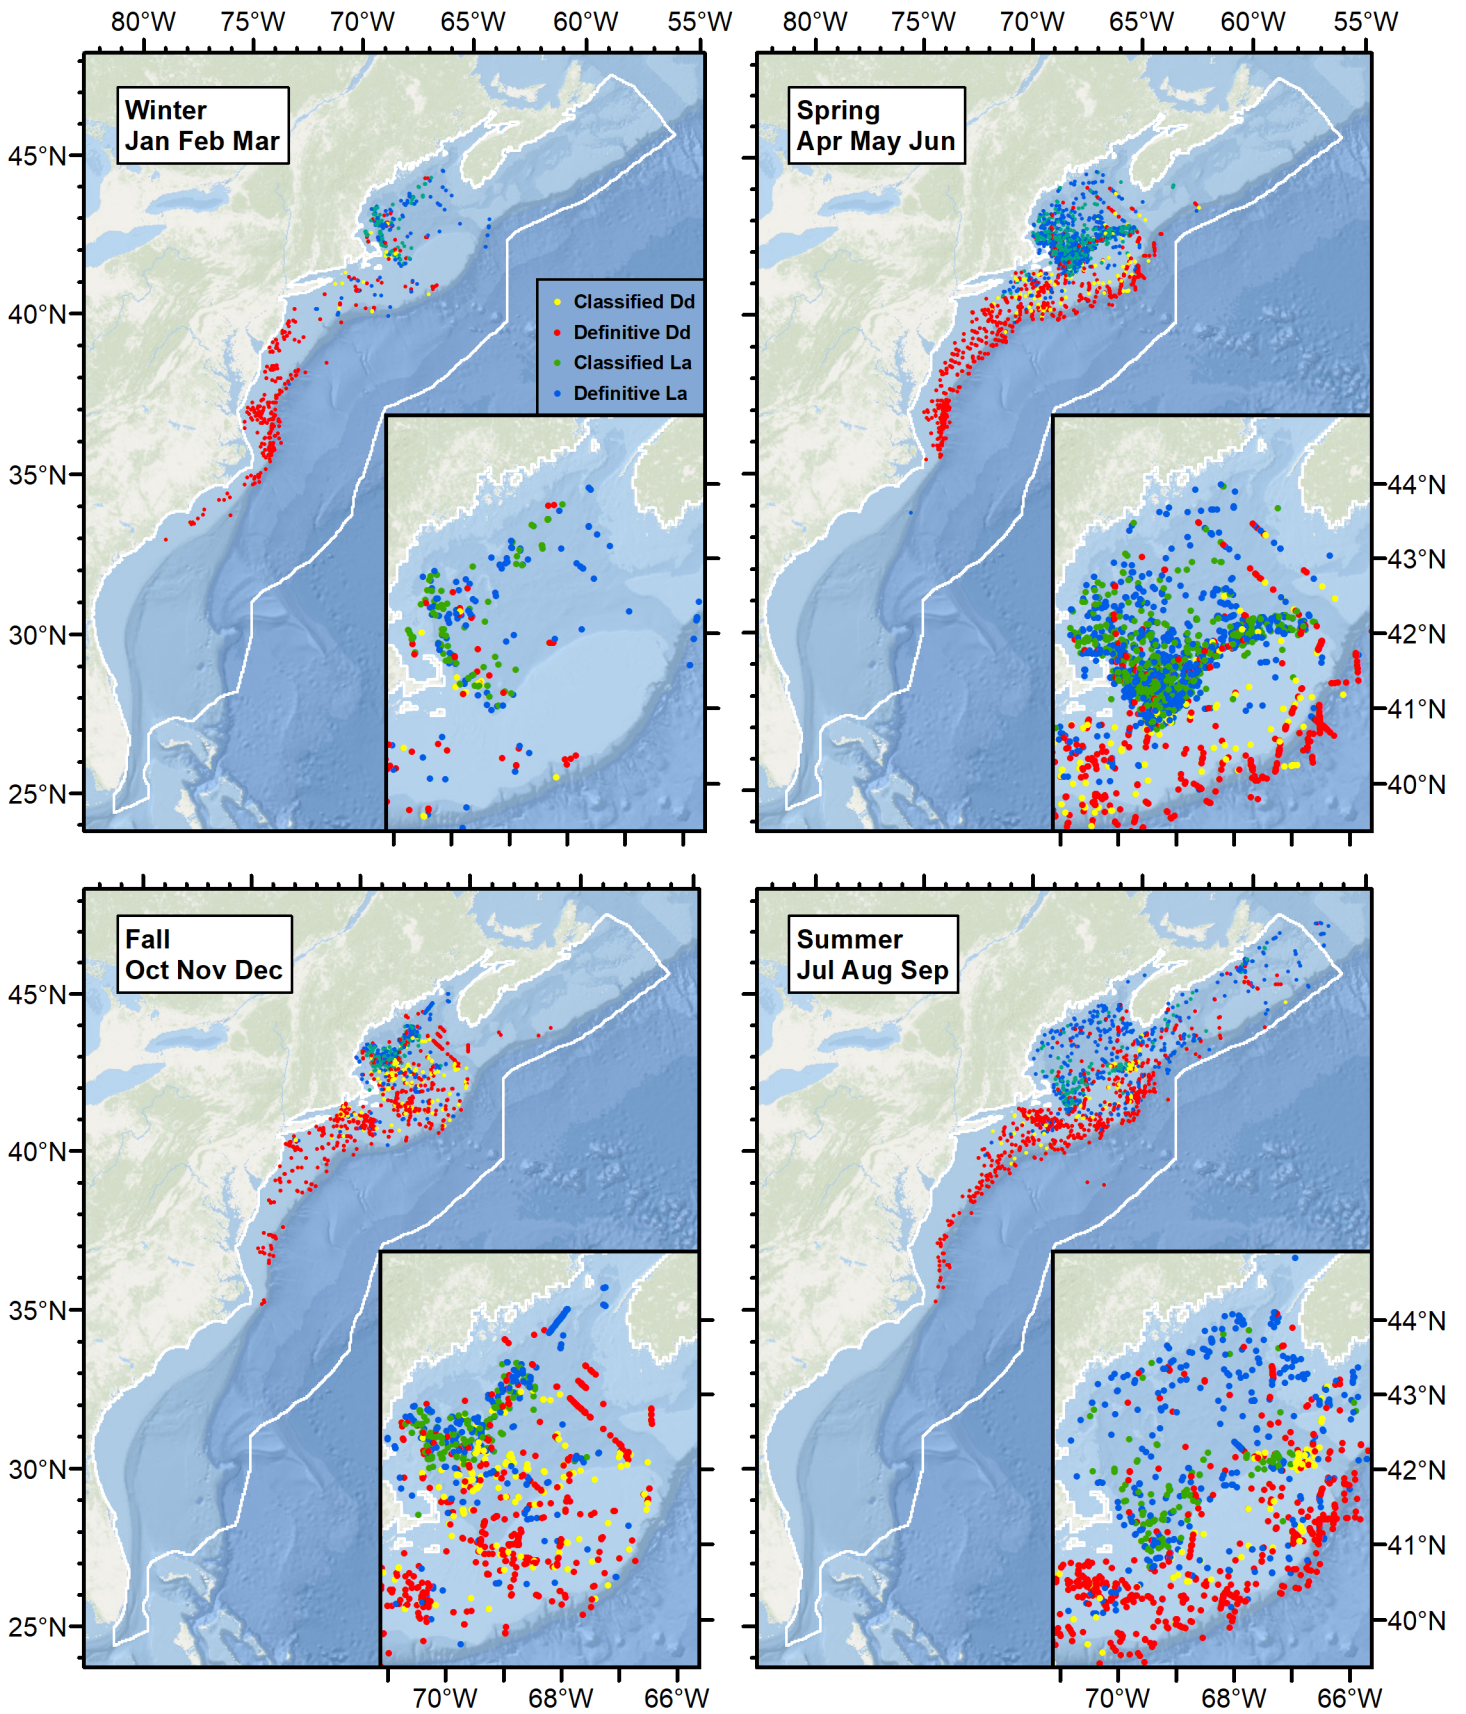 80°W 75°W 70°W 65°W 60°W 55°W
80°W 75°W 70°W 65°W 60°W 55°W
Winter
Jan Feb Mar
45°N
40°N
35°N
30°N
25°N
Classified Dd
Definitive Dd
Classified La
Definitive La
Spring
Apr May Jun
44°N
43°N
42°N
41°N
40°N
Fall
Oct Nov Dec
45°N
40°N
35°N
30°N
25°N
70°W 68°W 66°W
Summer
Jul Aug Sep
44°N
43°N
42°N
41°N
40°N
70°W 68°W 66°W